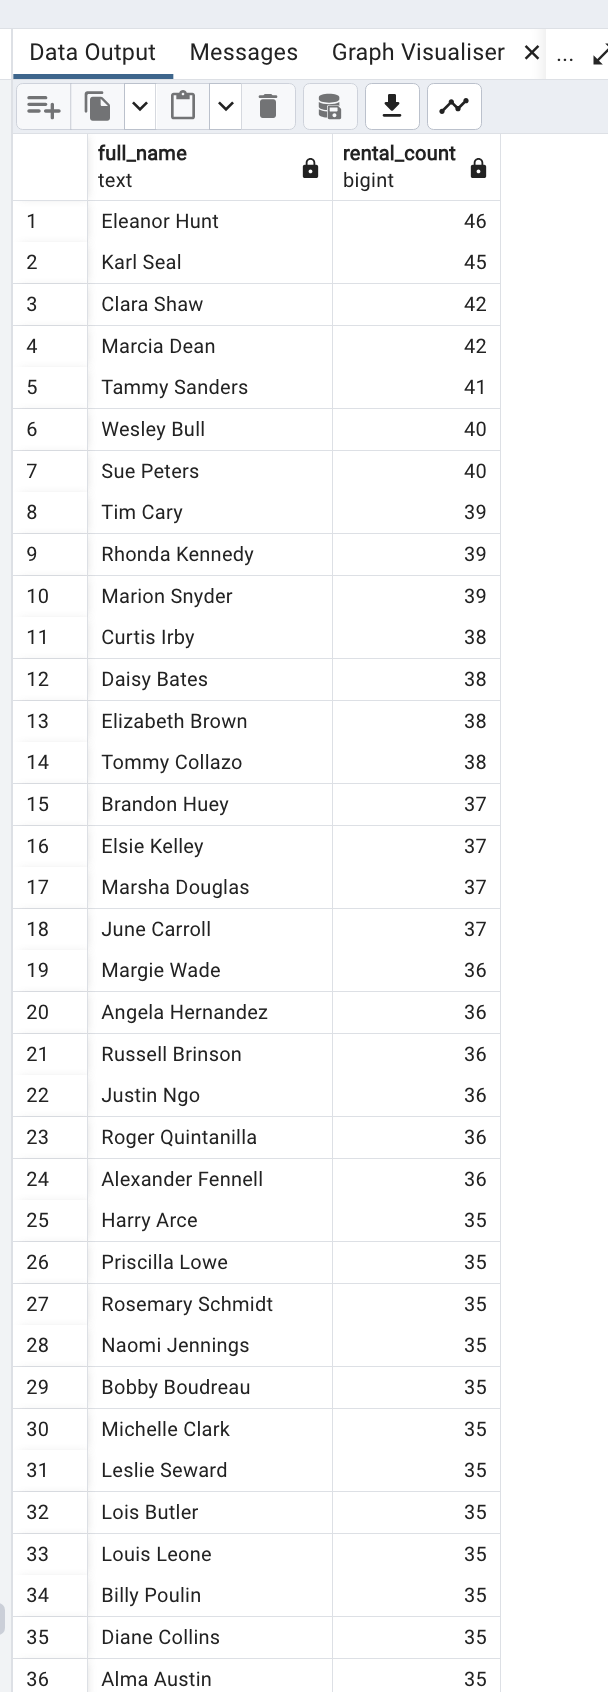 Data Output Messages Graph Visualiser × ...
full_name rental_count
text bigint
1 Eleanor Hunt 46
2 Karl Seal 45
3 Clara Shaw 42
4 Marcia Dean 42
5 Tammy Sanders 41
6 Wesley Bull 40
7 Sue Peters 40
8 Tim Cary 39
9 Rhonda Kennedy 39
10 Marion Snyder 39
11 Curtis Irby 38
12 Daisy Bates 38
13 Elizabeth Brown 38
14 Tommy Collazo 38
15 Brandon Huey 37
16 Elsie Kelley 37
17 Marsha Douglas 37
18 June Carroll 37
19 Margie Wade 36
20 Angela Hernandez 36
21 Russell Brinson 36
22 Justin Ngo 36
23 Roger Quintanilla 36
24 Alexander Fennell 36
25 Harry Arce 35
26 Priscilla Lowe 35
27 Rosemary Schmidt 35
28 Naomi Jennings 35
29 Bobby Boudreau 35
30 Michelle Clark 35
31 Leslie Seward 35
32 Lois Butler 35
33 Louis Leone 35
34 Billy Poulin 35
35 Diane Collins 35
36 Alma Austin 35